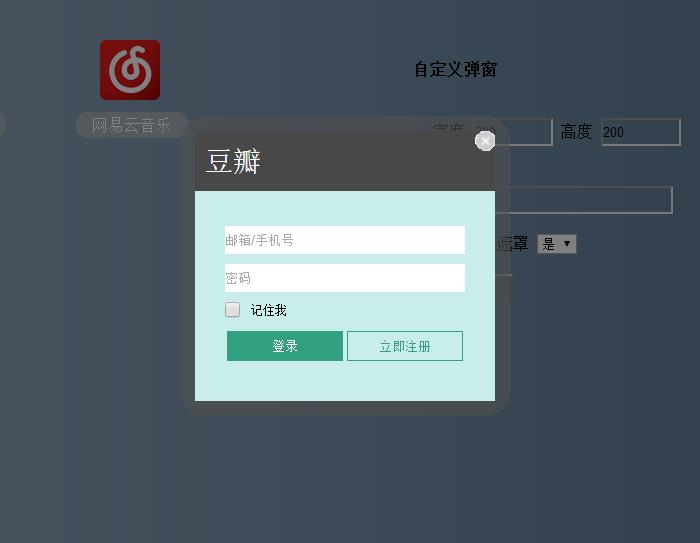 自定义弹窗
网易云音乐
宽度 高度 200
豆瓣
遮罩 是
邮箱/手机号
密码
记住我
登录 立即注册